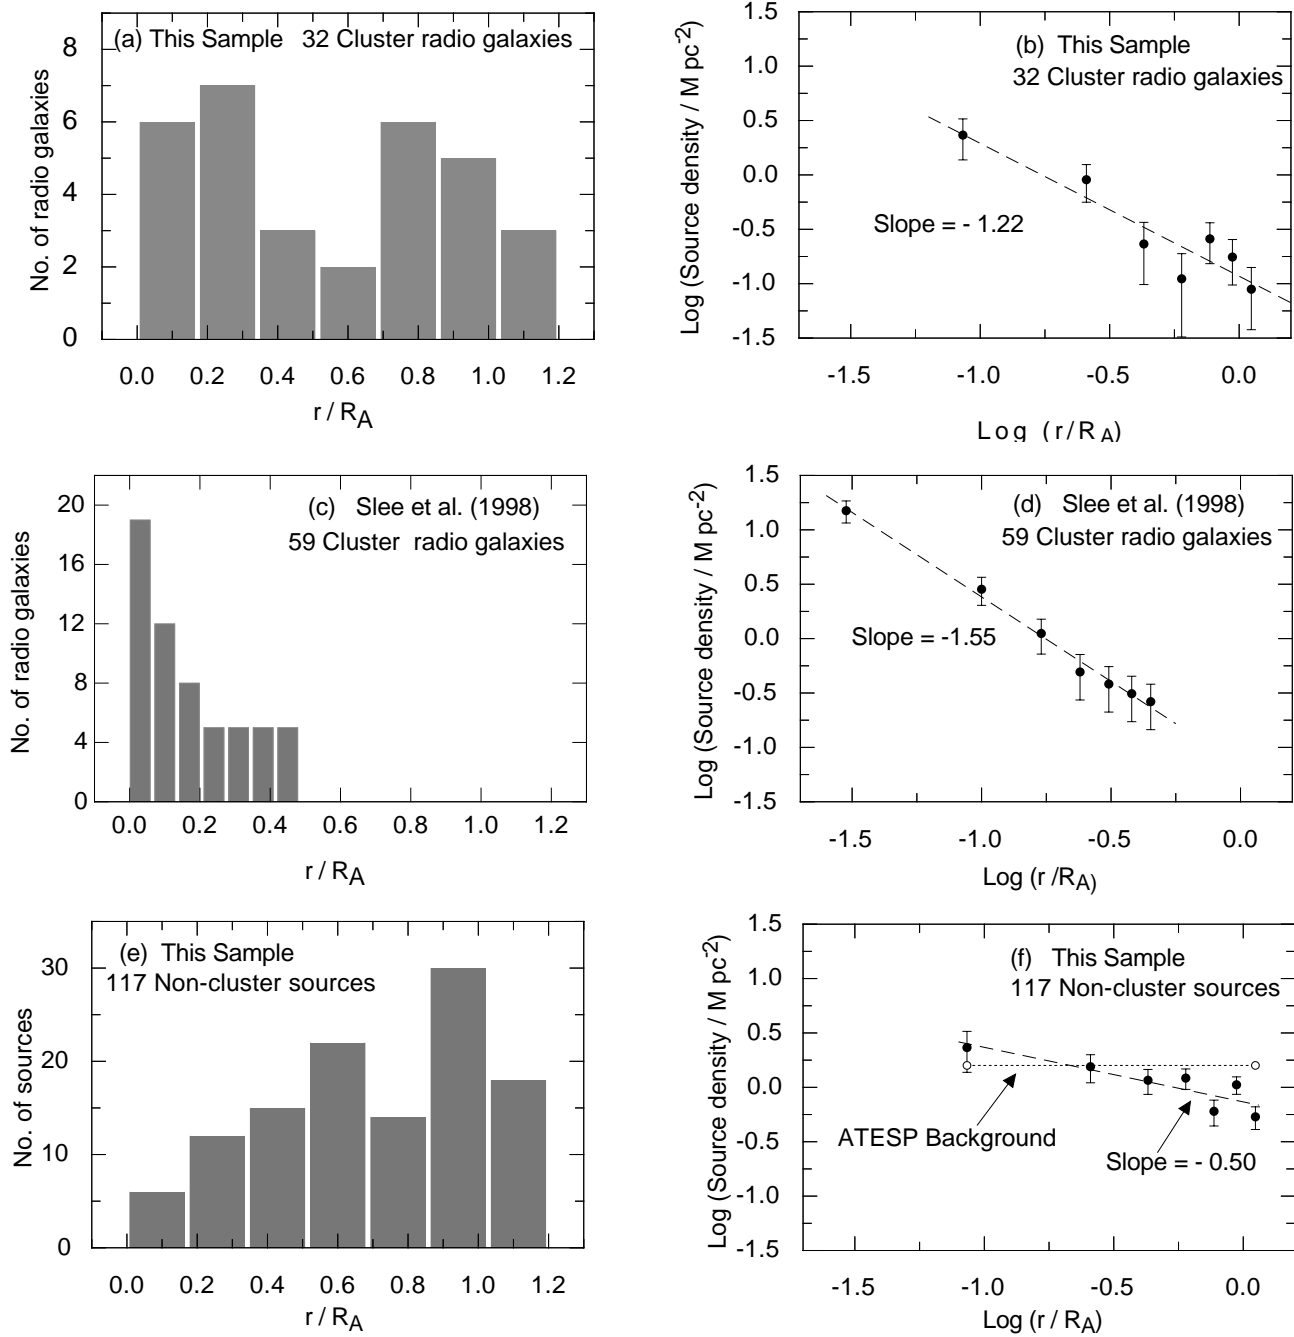 (a) This Sample 32 Cluster radio galaxies
No. of radio galaxies
8
6
4
2
0
0.0 0.2 0.4 0.6 0.8 1.0 1.2
r / RA
(b) This Sample
32 Cluster radio galaxies
Log (Source density / M pc-2)
1.5
1.0
0.5
0.0
-0.5
-1.0
-1.5
Slope = - 1.22
-1.5 -1.0 -0.5 0.0
Log (r/RA)
(c) Slee et al. (1998)
59 Cluster radio galaxies
No. of radio galaxies
20
16
12
8
4
0
0.0 0.2 0.4 0.6 0.8 1.0 1.2
r / RA
(d) Slee et al. (1998)
59 Cluster radio galaxies
Log (Source density / M pc-2)
1.5
1.0
0.5
0.0
-0.5
-1.0
-1.5
Slope = -1.55
-1.5 -1.0 -0.5 0.0
Log (r /RA)
(e) This Sample
117 Non-cluster sources
No. of sources
30
20
10
0
0.0 0.2 0.4 0.6 0.8 1.0 1.2
r / RA
(f) This Sample
117 Non-cluster sources
Log (Source density / M pc-2)
1.5
1.0
0.5
0.0
-0.5
-1.0
-1.5
ATESP Background
Slope = - 0.50
-1.5 -1.0 -0.5 0.0
Log (r / RA)